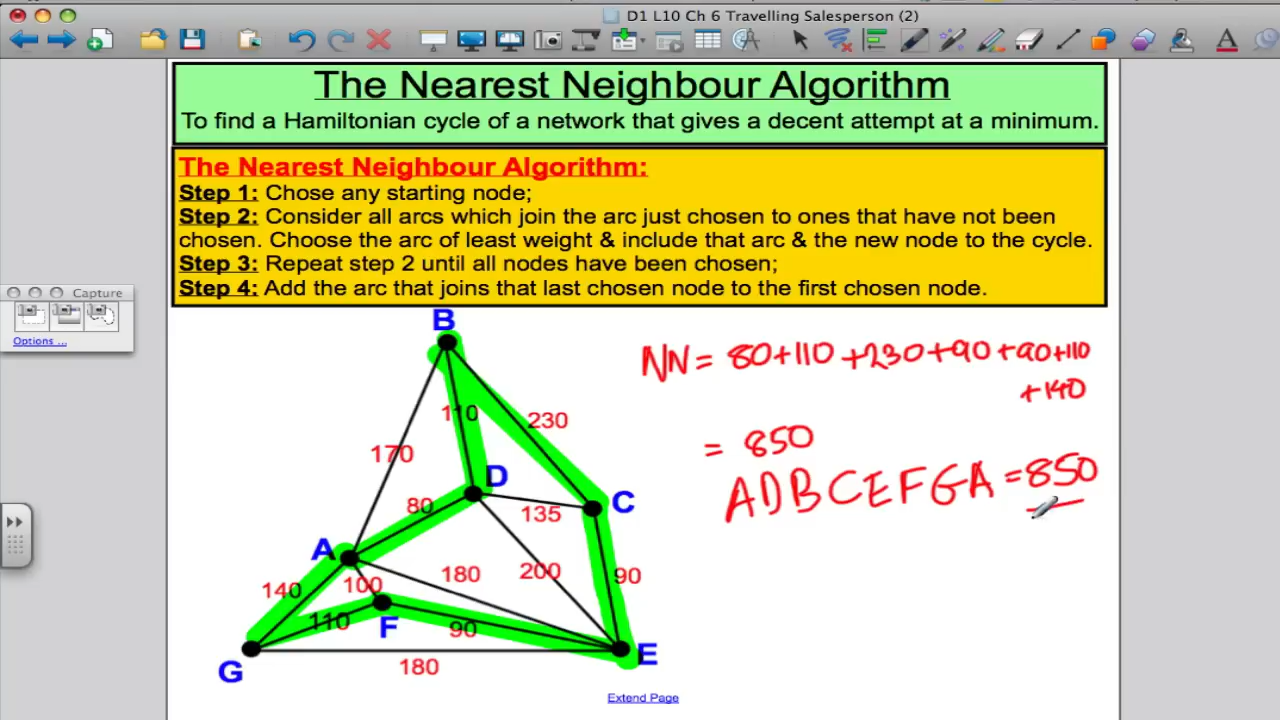 D1 L10 Ch 6 Travelling Salesperson (2)
The Nearest Neighbour Algorithm
To find a Hamiltonian cycle of a network that gives a decent attempt at a minimum.
The Nearest Neighbour Algorithm:
Step 1: Chose any starting node;
Step 2: Consider all arcs which join the arc just chosen to ones that have not been
chosen. Choose the arc of least weight & include that arc & the new node to the cycle.
Step 3: Repeat step 2 until all nodes have been chosen;
Step 4: Add the arc that joins that last chosen node to the first chosen node.
Capture
Options ...
B
NN = 80+110+230+90+90+110
+140
110
230
170
= 850
D
ADBCEFGA = 850
80
135
C
A
140
100
180
200
90
110
F
90
E
G
180
Extend Page